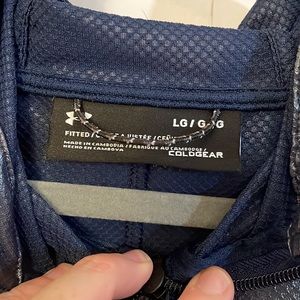 LG / G
FITTED /
MADE IN CAMBODIA / FABRIQUÉ AU CAMBODGE /
HECHO EN CAMBOYA
COLDGEAR